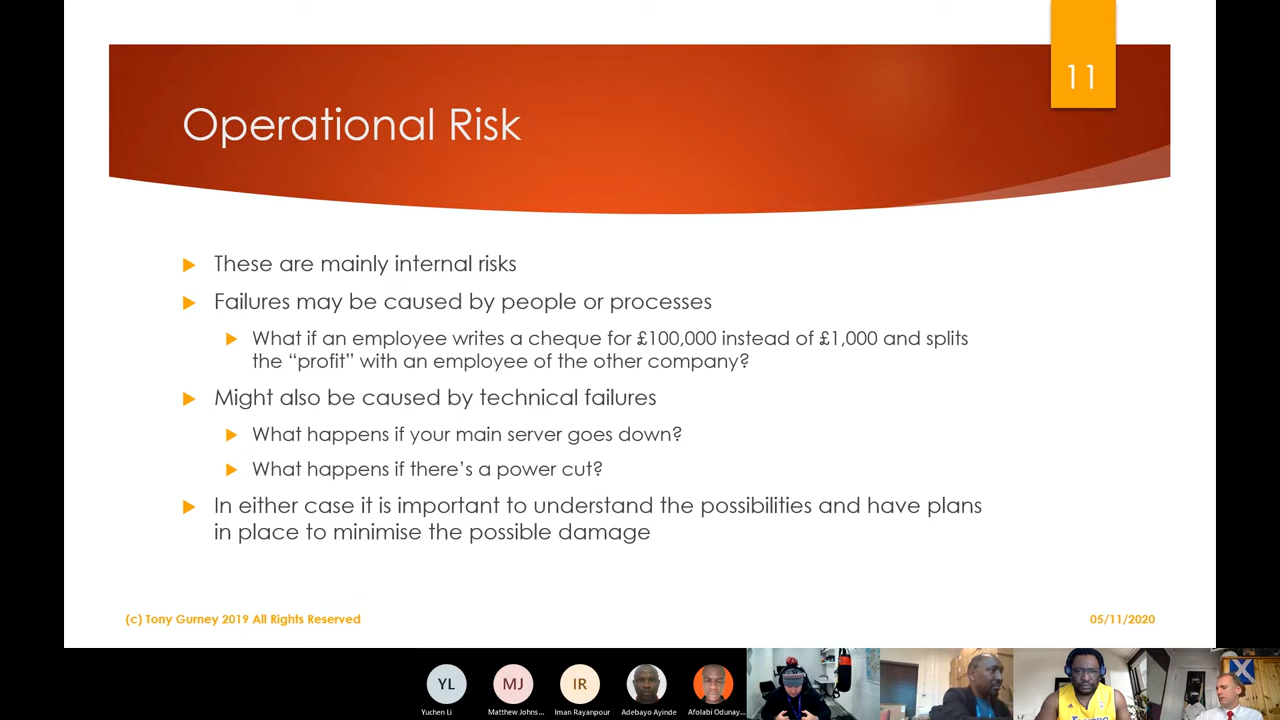 11
Operational Risk
These are mainly internal risks
Failures may be caused by people or processes
What if an employee writes a cheque for £100,000 instead of £1,000 and splits
the “profit” with an employee of the other company?
Might also be caused by technical failures
What happens if your main server goes down?
What happens if there’s a power cut?
In either case it is important to understand the possibilities and have plans
in place to minimise the possible damage
(c) Tony Gurney 2019 All Rights Reserved
05/11/2020
YL
MJ
IR
Yuchen Li
Matthew Johns...
Iman Rayanpour
Adebayo Ayinde
Afolabi Odunay...